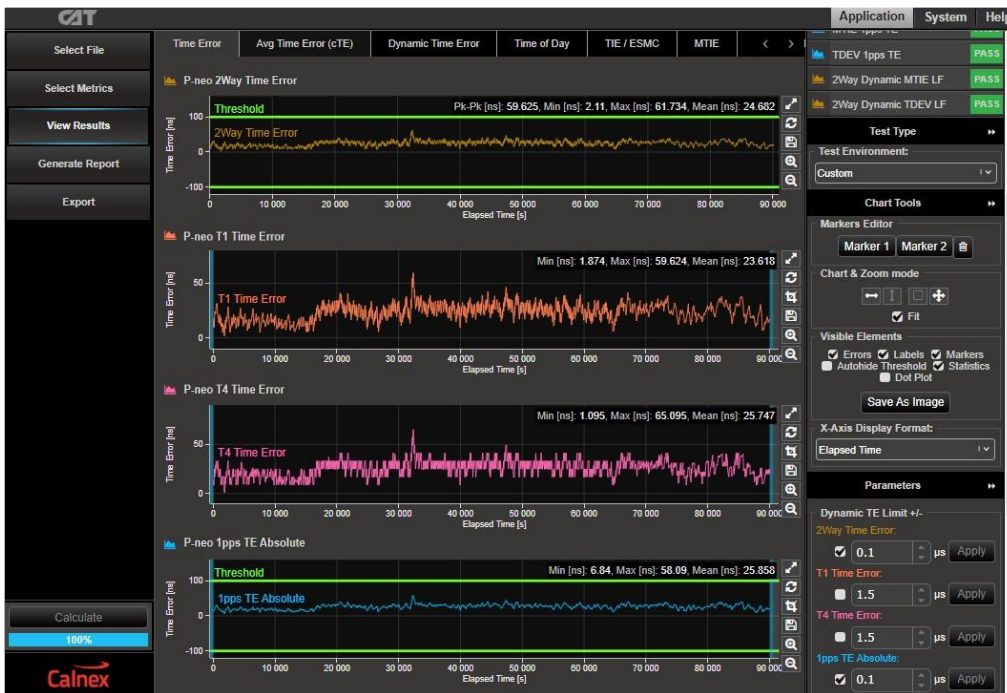 CAT
Application System Help
Select File
Select Metrics
View Results
Generate Report
Export
Calculate
100%
Calnex
Time Error Avg Time Error (cTE) Dynamic Time Error Time of Day TIE / ESMC MTIE < >
P-neo 2Way Time Error
Threshold
Pk-Pk [ns]: 59.625, Min [ns]: 2.11, Max [ns]: 61.734, Mean [ns]: 24.682
2Way Time Error
Time Error [ns]
100
0
-100
0 10 000 20 000 30 000 40 000 50 000 60 000 70 000 80 000 90 000
Elapsed Time [s]
P-neo T1 Time Error
Min [ns]: 1.874, Max [ns]: 59.624, Mean [ns]: 23.618
T1 Time Error
Time Error [ns]
50
0
0 10 000 20 000 30 000 40 000 50 000 60 000 70 000 80 000 90 000
Elapsed Time [s]
P-neo T4 Time Error
Min [ns]: 1.095, Max [ns]: 65.095, Mean [ns]: 25.747
T4 Time Error
Time Error [ns]
50
0
0 10 000 20 000 30 000 40 000 50 000 60 000 70 000 80 000 90 000
Elapsed Time [s]
P-neo 1pps TE Absolute
Threshold
Min [ns]: 6.84, Max [ns]: 58.09, Mean [ns]: 25.858
1pps TE Absolute
Time Error [ns]
100
0
-100
0 10 000 20 000 30 000 40 000 50 000 60 000 70 000 80 000 90 000
Elapsed Time [s]
MTIE 1pps TE PASS
TDEV 1pps TE PASS
2Way Dynamic MTIE LF PASS
2Way Dynamic TDEV LF PASS
Test Type
Test Environment:
Custom
Chart Tools
Markers Editor
Marker 1 Marker 2
Chart & Zoom mode
Fit
Visible Elements
Errors Labels Markers
Autohide Threshold Statistics
Dot Plot
Save As Image
X-Axis Display Format:
Elapsed Time
Parameters
Dynamic TE Limit +/-
2Way Time Error:
0.1 µs Apply
T1 Time Error:
1.5 µs Apply
T4 Time Error:
1.5 µs Apply
1pps TE Absolute:
0.1 µs Apply